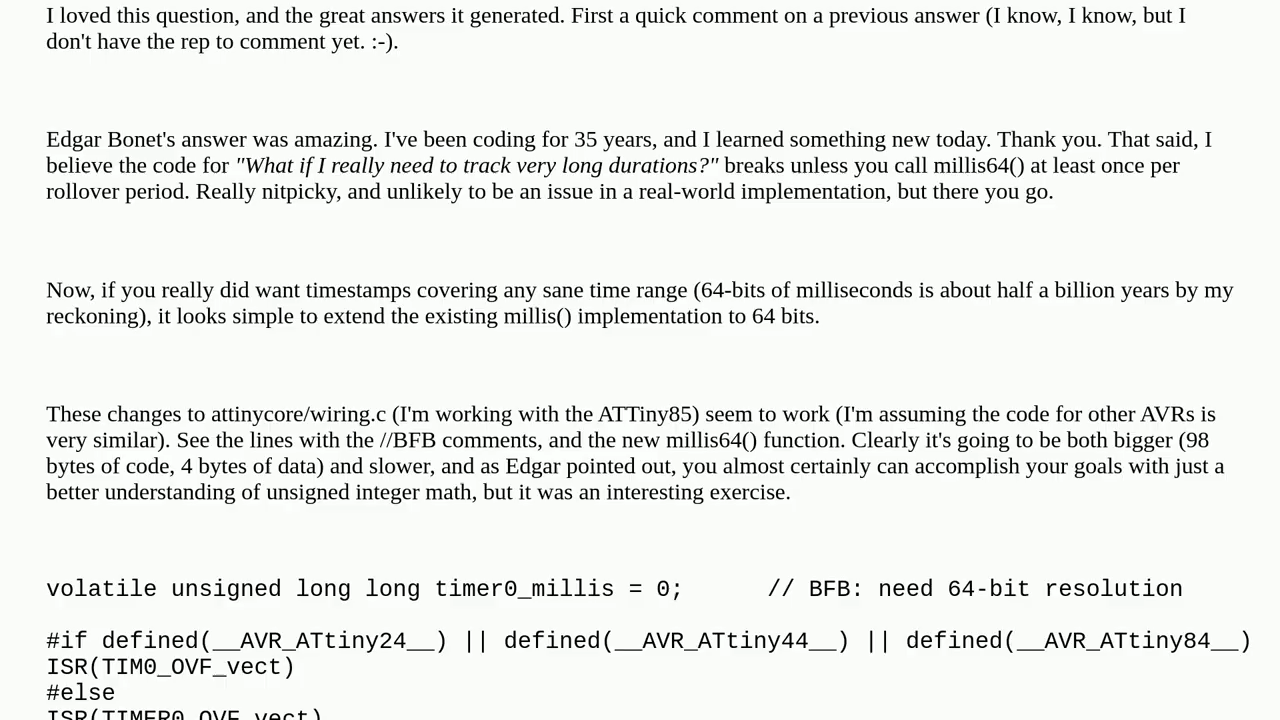 I loved this question, and the great answers it generated. First a quick comment on a previous answer (I know, I know, but I
don't have the rep to comment yet. :-).
Edgar Bonet's answer was amazing. I've been coding for 35 years, and I learned something new today. Thank you. That said, I
believe the code for "What if I really need to track very long durations?" breaks unless you call millis64() at least once per
rollover period. Really nitpicky, and unlikely to be an issue in a real-world implementation, but there you go.
Now, if you really did want timestamps covering any sane time range (64-bits of milliseconds is about half a billion years by my
reckoning), it looks simple to extend the existing millis() implementation to 64 bits.
These changes to attinycore/wiring.c (I'm working with the ATTiny85) seem to work (I'm assuming the code for other AVRs is
very similar). See the lines with the //BFB comments, and the new millis64() function. Clearly it's going to be both bigger (98
bytes of code, 4 bytes of data) and slower, and as Edgar pointed out, you almost certainly can accomplish your goals with just a
better understanding of unsigned integer math, but it was an interesting exercise.
volatile unsigned long long timer0_millis = 0;      // BFB: need 64-bit resolution
#if defined(__AVR_ATtiny24__) || defined(__AVR_ATtiny44__) || defined(__AVR_ATtiny84__)
ISR(TIM0_OVF_vect)
#else
ISR(TIMER0_OVF_vect)